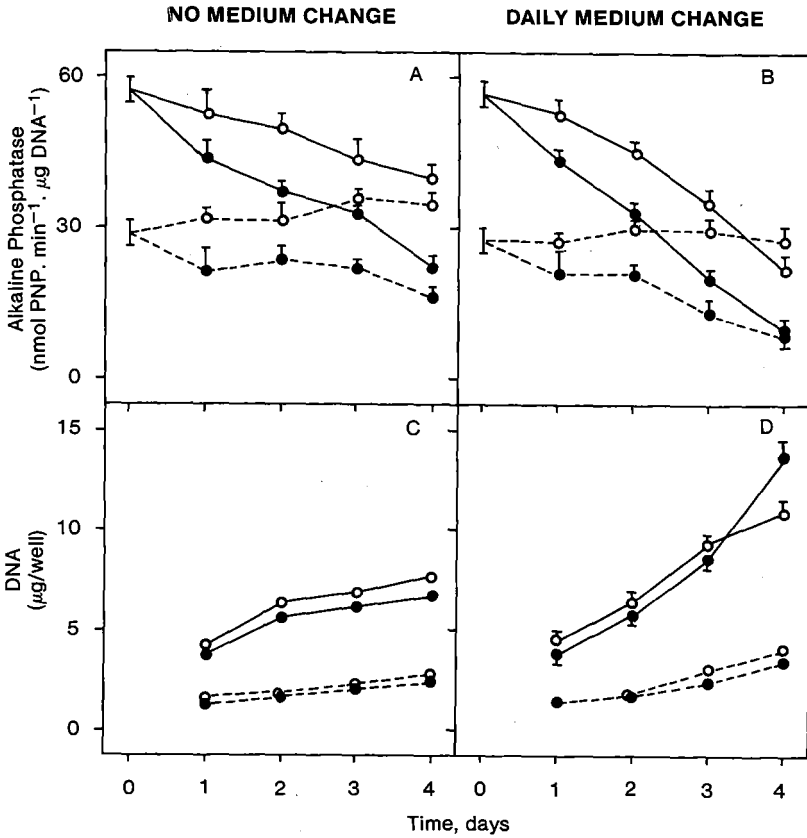 NO MEDIUM CHANGE
DAILY MEDIUM CHANGE
Alkaline Phosphatase
(nmol PNP. min⁻¹. µg DNA⁻¹)
60
30
0
A
B
DNA
(µg/well)
15
10
5
0
C
D
0 1 2 3 4
0 1 2 3 4
Time, days